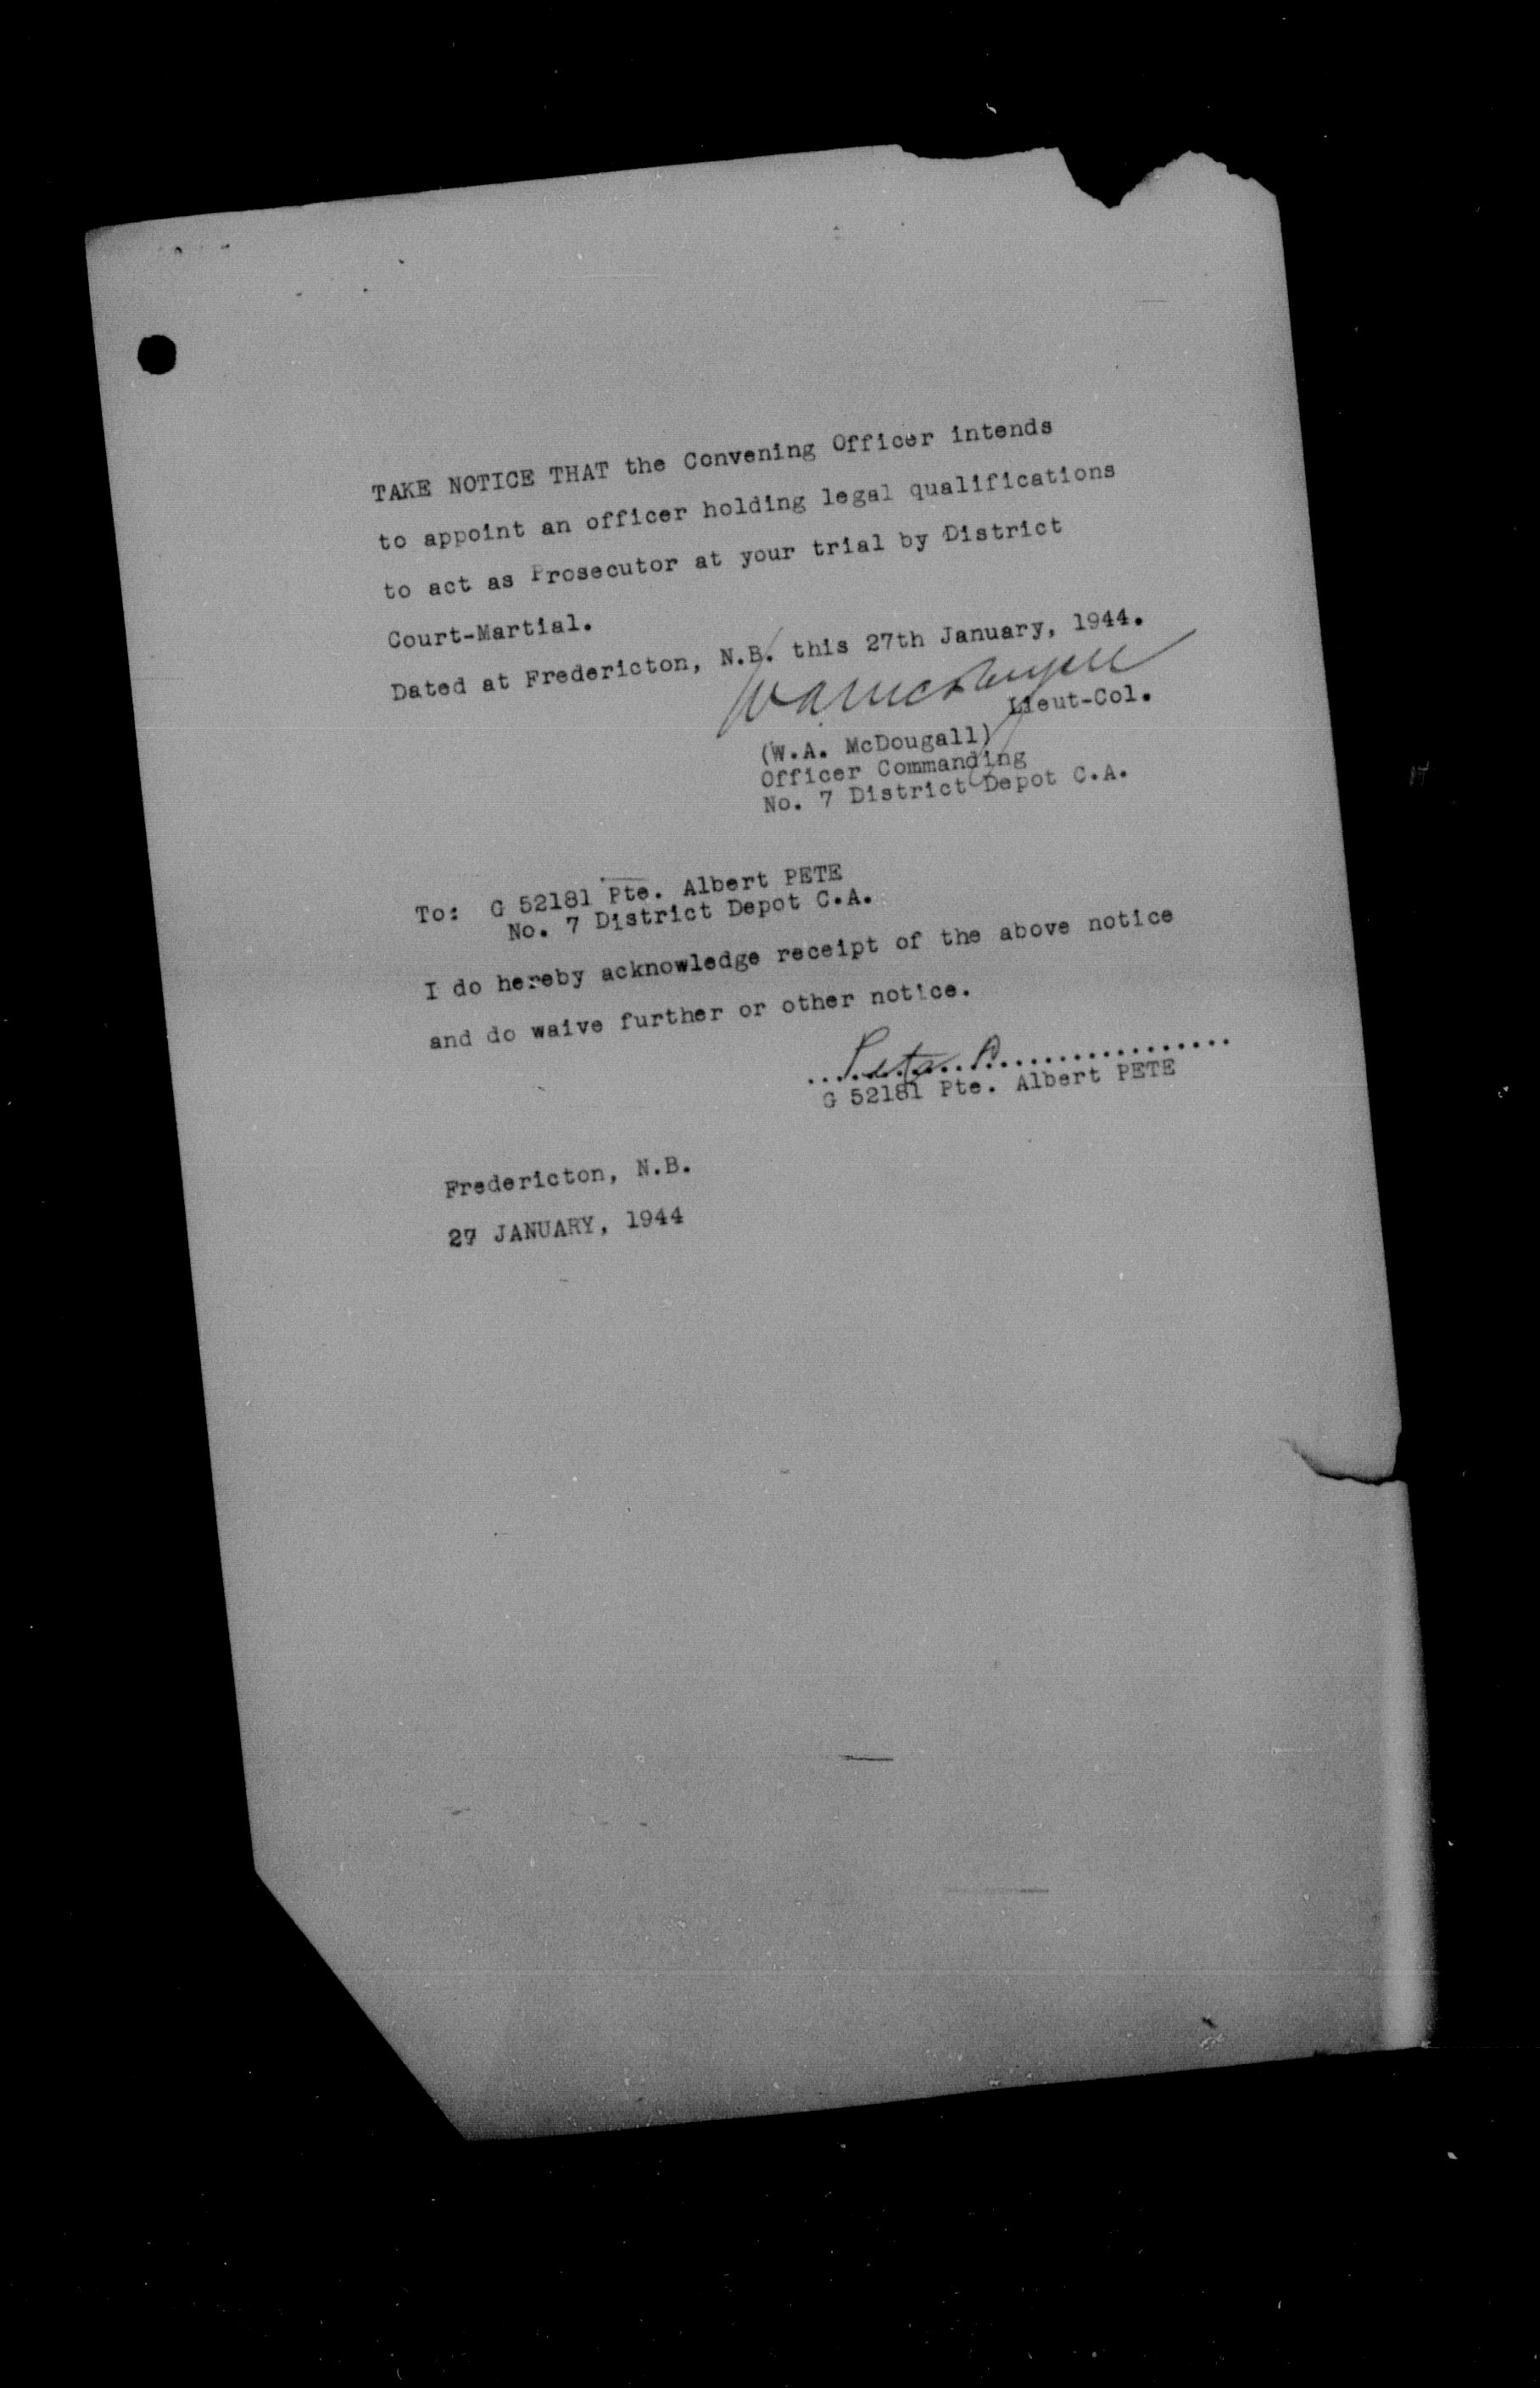 TAKE NOTICE THAT the Convening Officer intends
to appoint an officer holding legal qualifications
to act as Prosecutor at your trial by District
Court-Martial.
Dated at Fredericton, N.B. this 27th January, 1944.
WAMcDougall
Lieut-Col.
(W.A. McDougall)
Officer Commanding
No. 7 District Depot C.A.
To: G 52181 Pte. Albert PETE
No. 7 District Depot C.A.
I do hereby acknowledge receipt of the above notice
and do waive further or other notice.
Pete A
G 52181 Pte. Albert PETE
Fredericton, N.B.
27 JANUARY, 1944